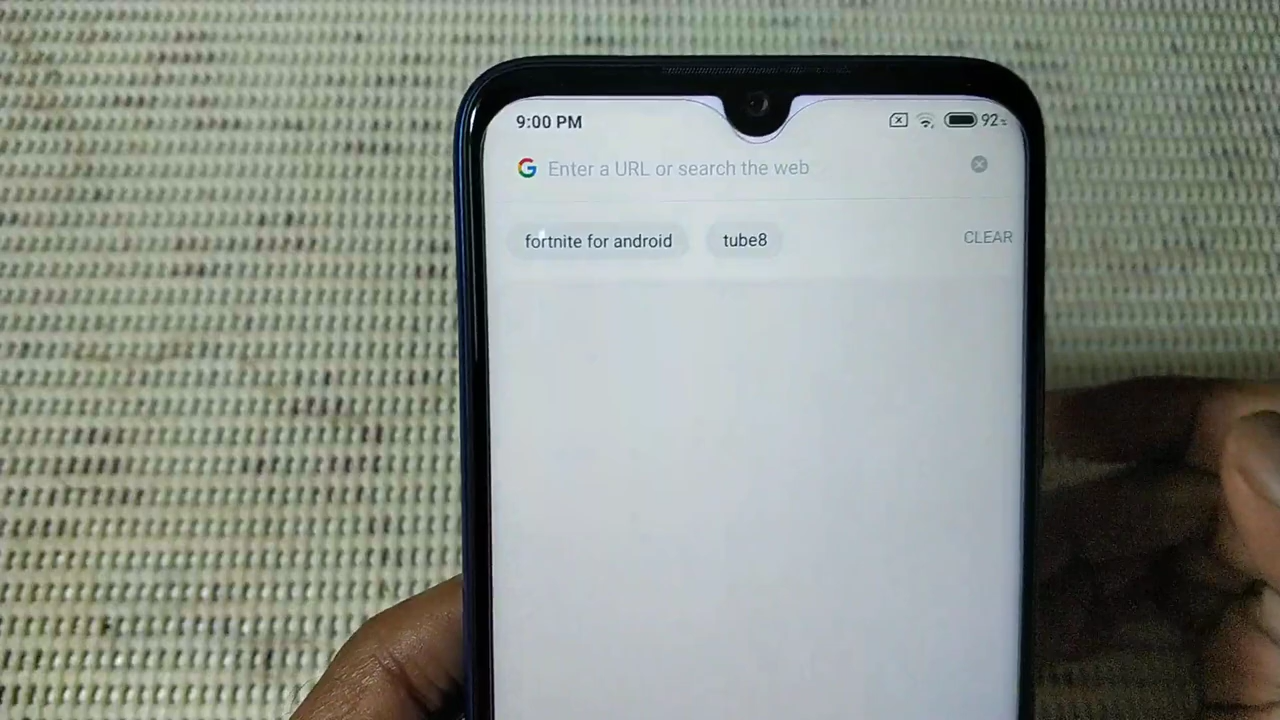 9:00 PM 92%
Enter a URL or search the web
fortnite for android tube8 CLEAR